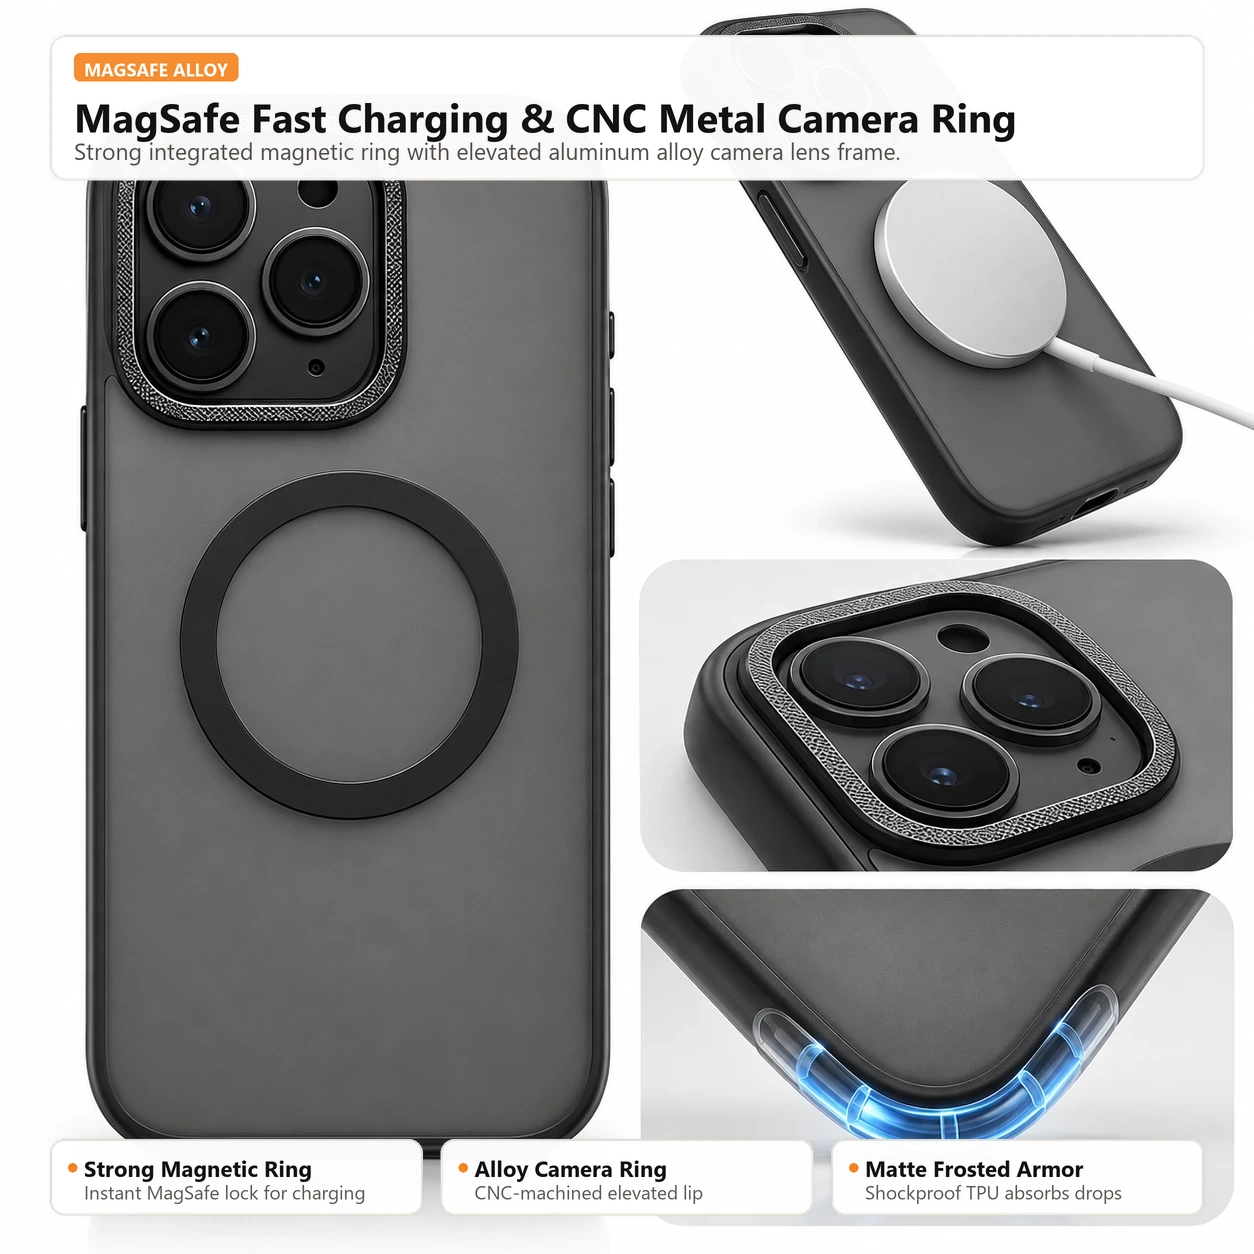 MAGSAFE ALLOY
MagSafe Fast Charging & CNC Metal Camera Ring
Strong integrated magnetic ring with elevated aluminum alloy camera lens frame.
Strong Magnetic Ring
Instant MagSafe lock for charging
Alloy Camera Ring
CNC-machined elevated lip
Matte Frosted Armor
Shockproof TPU absorbs drops